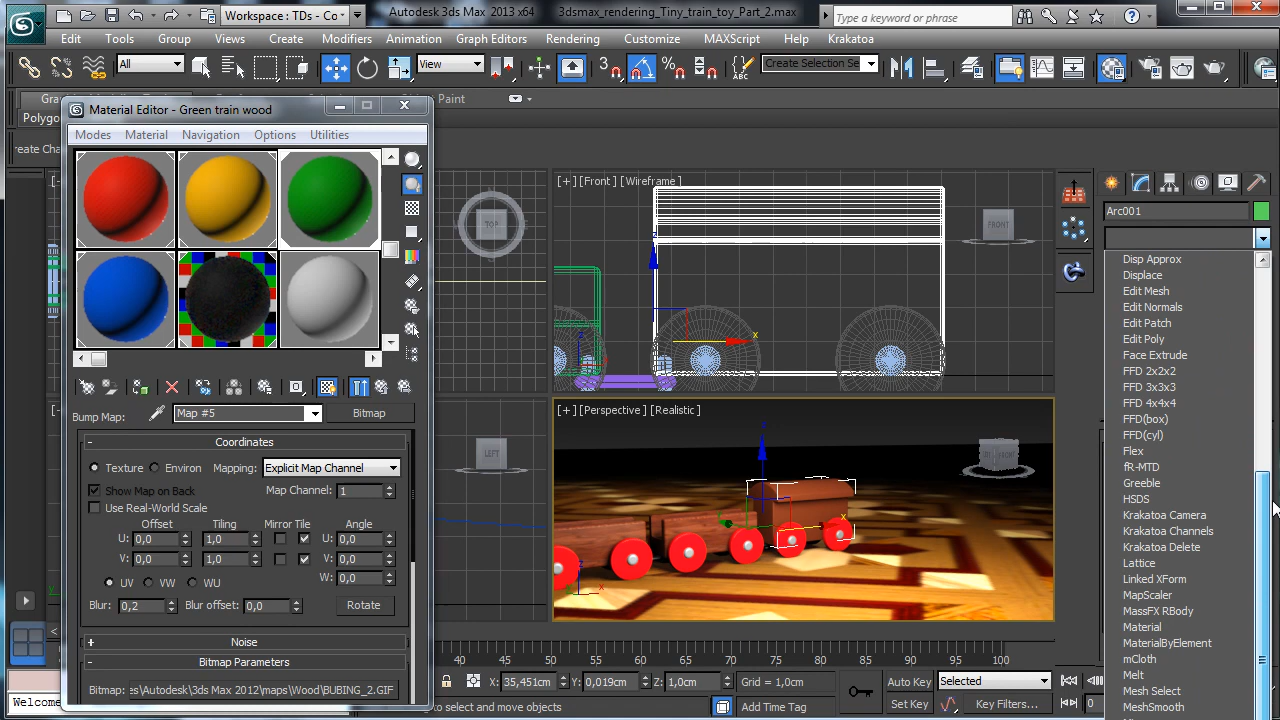 Workspace: TDs - Co
Autodesk 3ds Max 2013 x64
3dsmax_rendering_Tiny_train_toy_Part_2.max
Type a keyword or phrase
Edit Tools Group Views Create Modifiers Animation Graph Editors Rendering Customize MAXScript Help Krakatoa
All
View
3
Create Selection Se
Paint
Polygo
eate Cha
Material Editor - Green train wood
Modes Material Navigation Options Utilities
Bump Map: Map #5 Bitmap
- Coordinates
Texture Environ Mapping: Explicit Map Channel
Show Map on Back Map Channel: 1
Use Real-World Scale
Offset Tiling Mirror Tile Angle
U: 0,0 1,0 U: 0,0
V: 0,0 1,0 V: 0,0
W: 0,0
UV VW WU
Blur: 0,2 Blur offset: 0,0 Rotate
+ Noise
- Bitmap Parameters
Bitmap: es\Autodesk\3ds Max 2012\maps\Wood\BUBING_2.GIF
TOP
[+] [Front] [Wireframe]
FRONT
x
LEFT
[+] [Perspective] [Realistic]
x
Arc001
Disp Approx
Displace
Edit Mesh
Edit Normals
Edit Patch
Edit Poly
Face Extrude
FFD 2x2x2
FFD 3x3x3
FFD 4x4x4
FFD(box)
FFD(cyl)
Flex
fR-MTD
Greeble
HSDS
Krakatoa Camera
Krakatoa Channels
Krakatoa Delete
Lattice
Linked XForm
MapScaler
MassFX RBody
Material
MaterialByElement
mCloth
Melt
Mesh Select
MeshSmooth
40 45 50 55 60 65 70 75 80 85 90 95 100
X: 35,451cm Y: 0,019cm Z: 1,0cm Grid = 1,0cm
Auto Key Selected
Welcome
to select and move objects
Add Time Tag
Set Key Key Filters... 0